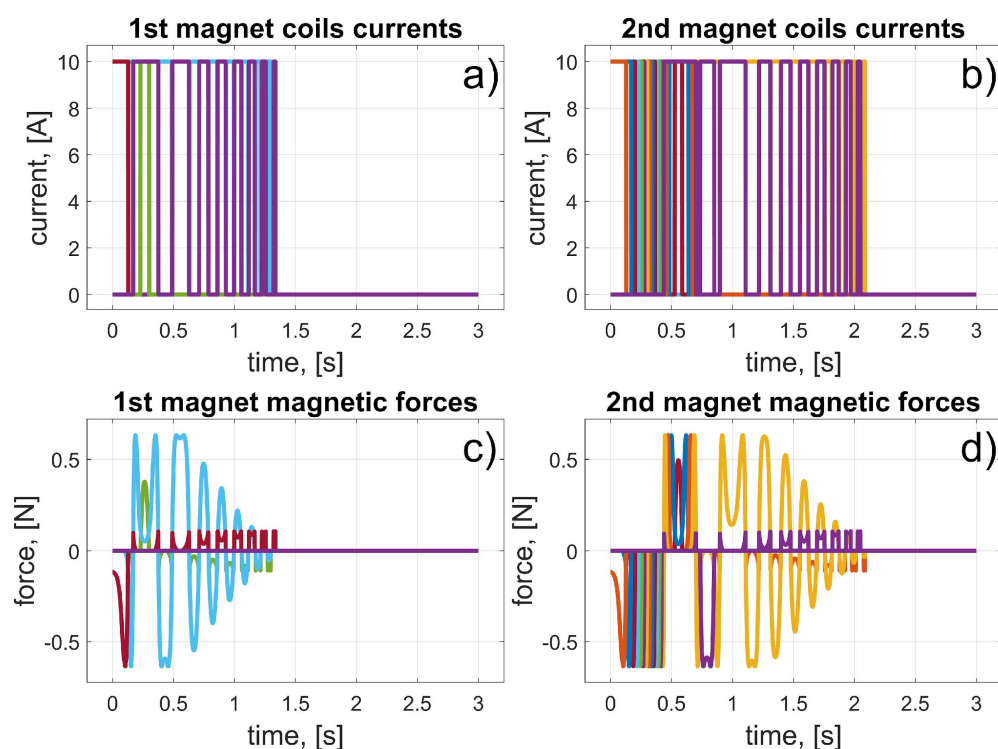 1st magnet coils currents
a)
current, [A]
10
8
6
4
2
0
0 0.5 1 1.5 2 2.5 3
time, [s]
2nd magnet coils currents
b)
current, [A]
10
8
6
4
2
0
0 0.5 1 1.5 2 2.5 3
time, [s]
1st magnet magnetic forces
c)
force, [N]
0.5
0
-0.5
0 0.5 1 1.5 2 2.5 3
time, [s]
2nd magnet magnetic forces
d)
force, [N]
0.5
0
-0.5
0 0.5 1 1.5 2 2.5 3
time, [s]